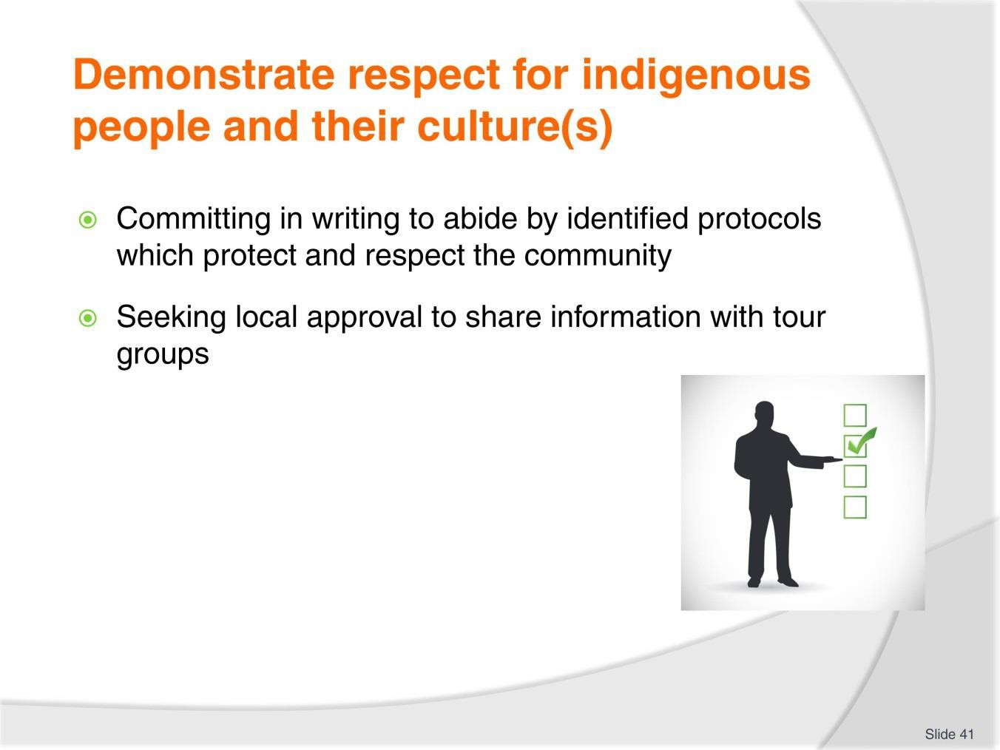 Demonstrate respect for indigenous
people and their culture(s)
Committing in writing to abide by identified protocols
which protect and respect the community
Seeking local approval to share information with tour
groups
Slide 41